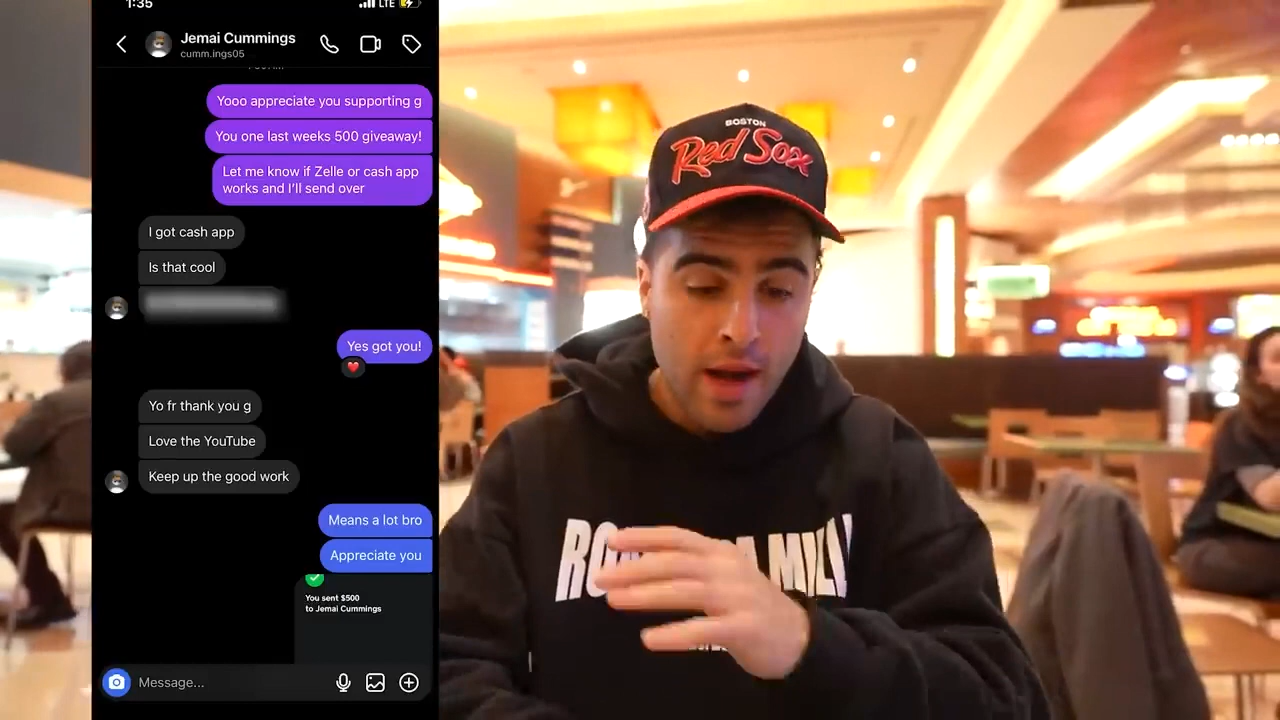 1:35
LTE
Jemai Cummings
cumm.ings05
Yooo appreciate you supporting g
You one last weeks 500 giveaway!
Let me know if Zelle or cash app
works and I'll send over
I got cash app
Is that cool
Yes got you!
Yo fr thank you g
Love the YouTube
Keep up the good work
Means a lot bro
Appreciate you
You sent $500
to Jemai Cummings
Message...
BOSTON
Red Sox